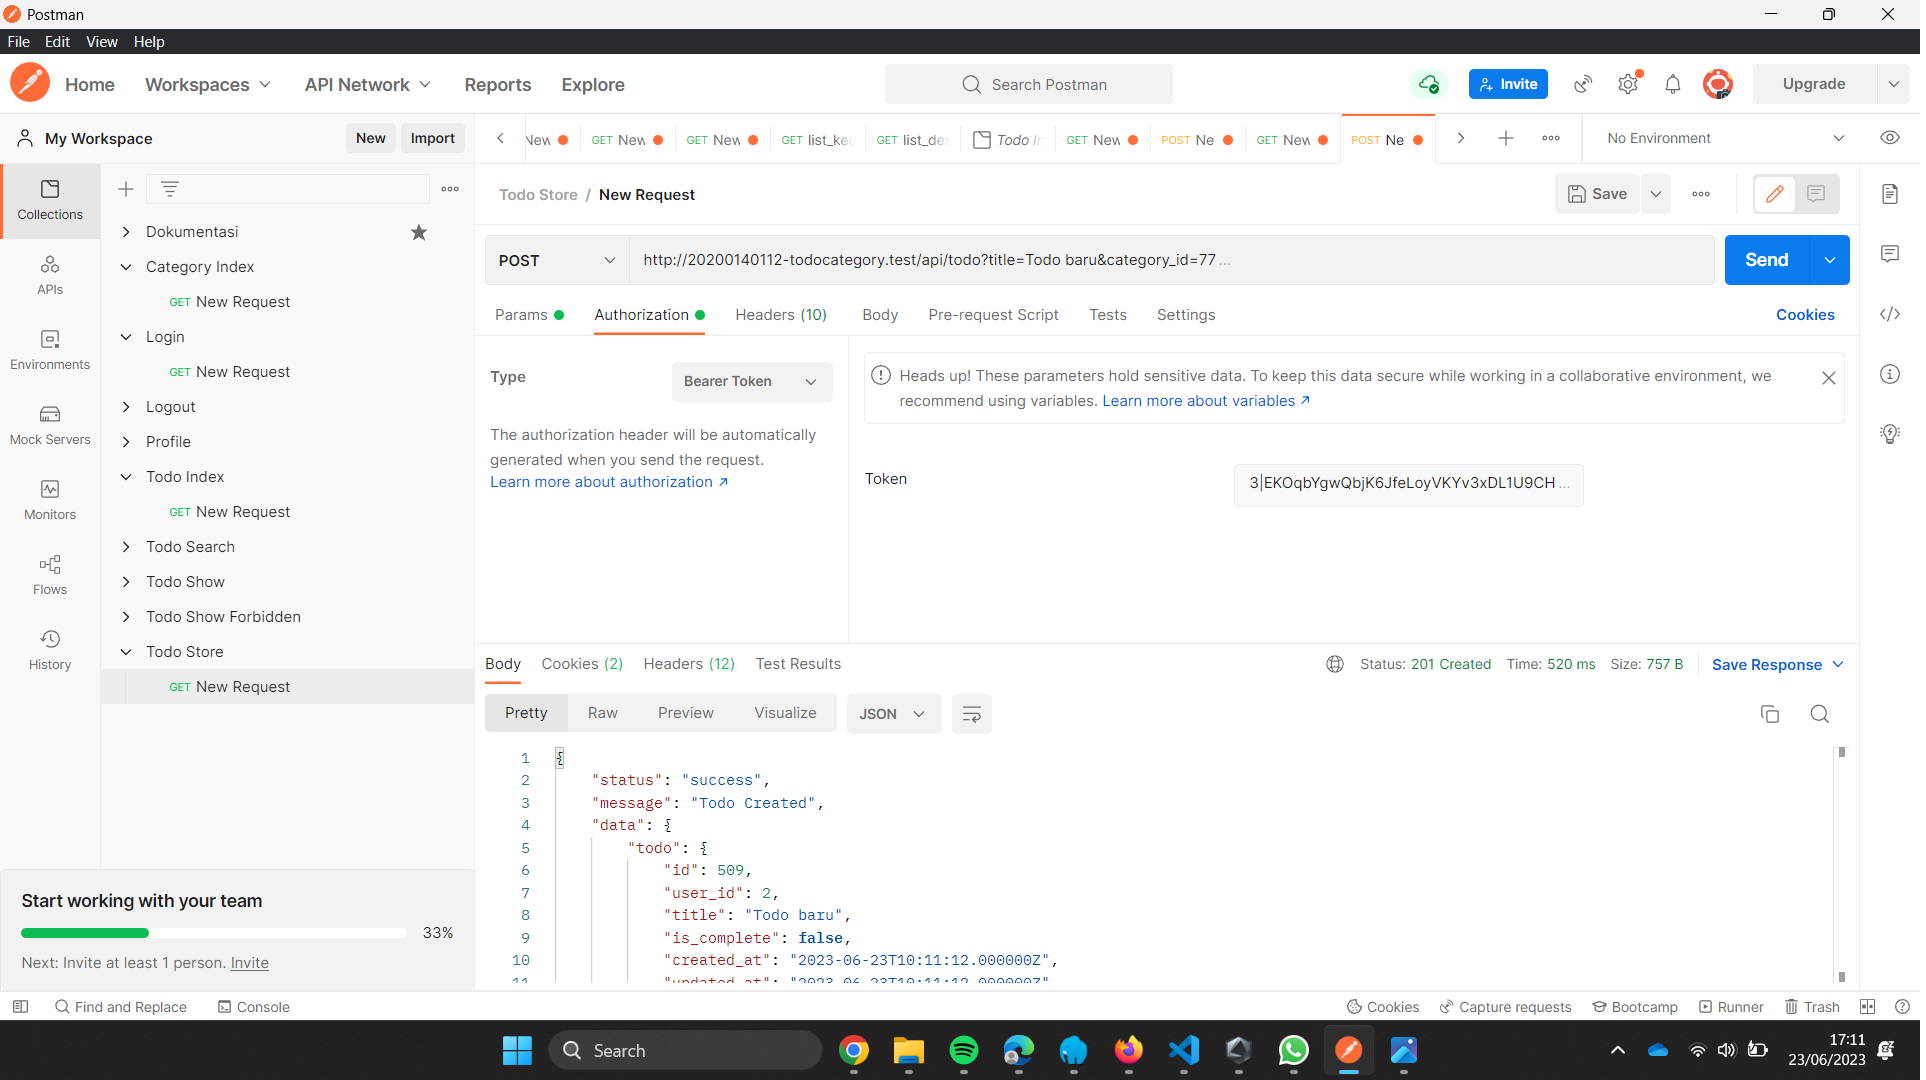 Postman
File Edit View Help
Home Workspaces API Network Reports Explore
Search Postman
Invite
Upgrade
My Workspace
New Import
New
GET New
GET New
GET list_ke
GET list_de
Todo In
GET New
POST Ne
GET New
POST Ne
No Environment
Collections
APIs
Environments
Mock Servers
Monitors
Flows
History
Dokumentasi
Category Index
GET New Request
Login
GET New Request
Logout
Profile
Todo Index
GET New Request
Todo Search
Todo Show
Todo Show Forbidden
Todo Store
GET New Request
Start working with your team
33%
Next: Invite at least 1 person. Invite
Todo Store / New Request
Save
POST
http://20200140112-todocategory.test/api/todo?title=Todo baru&category_id=77 ...
Send
Params Authorization Headers (10) Body Pre-request Script Tests Settings
Cookies
Type
Bearer Token
The authorization header will be automatically
generated when you send the request.
Learn more about authorization ↗
Heads up! These parameters hold sensitive data. To keep this data secure while working in a collaborative environment, we
recommend using variables. Learn more about variables ↗
Token
3|EKOqbYgwQbjK6JfeLoyVKYv3xDL1U9CH ...
Body Cookies (2) Headers (12) Test Results
Status: 201 Created Time: 520 ms Size: 757 B Save Response
Pretty Raw Preview Visualize JSON
1 {
2 "status": "success",
3 "message": "Todo Created",
4 "data": {
5 "todo": {
6 "id": 509,
7 "user_id": 2,
8 "title": "Todo baru",
9 "is_complete": false,
10 "created_at": "2023-06-23T10:11:12.000000Z",
11 "updated_at": "2023-06-23T10:11:12.000000Z"
Find and Replace Console
Cookies Capture requests Bootcamp Runner Trash
Search
17:11
23/06/2023